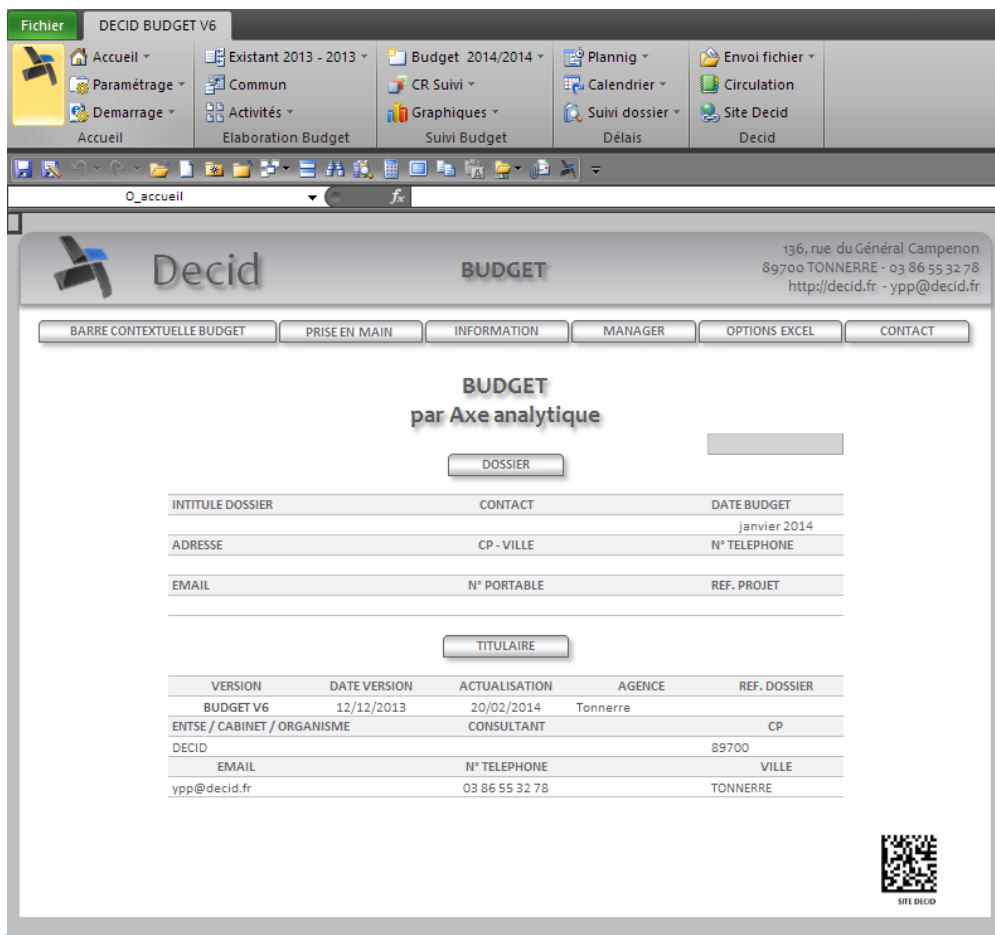 Fichier DECID BUDGET V6
Accueil Existant 2013 - 2013 Budget 2014/2014 Plannig Envoi fichier
Paramétrage Commun CR Suivi Calendrier Circulation
Demarrage Activités Graphiques Suivi dossier Site Decid
Accueil Elaboration Budget Suivi Budget Délais Decid
O_accueil fx
Decid BUDGET
136, rue du Général Campenon
89700 TONNERRE - 03 86 55 32 78
http://decid.fr - ypp@decid.fr
BARRE CONTEXTUELLE BUDGET PRISE EN MAIN INFORMATION MANAGER OPTIONS EXCEL CONTACT
BUDGET
par Axe analytique
DOSSIER
INTITULE DOSSIER CONTACT DATE BUDGET
janvier 2014
ADRESSE CP - VILLE N° TELEPHONE
EMAIL N° PORTABLE REF. PROJET
TITULAIRE
VERSION DATE VERSION ACTUALISATION AGENCE REF. DOSSIER
BUDGET V6 12/12/2013 20/02/2014 Tonnerre
ENTSE / CABINET / ORGANISME CONSULTANT CP
DECID 89700
EMAIL N° TELEPHONE VILLE
ypp@decid.fr 03 86 55 32 78 TONNERRE
SITE DECID